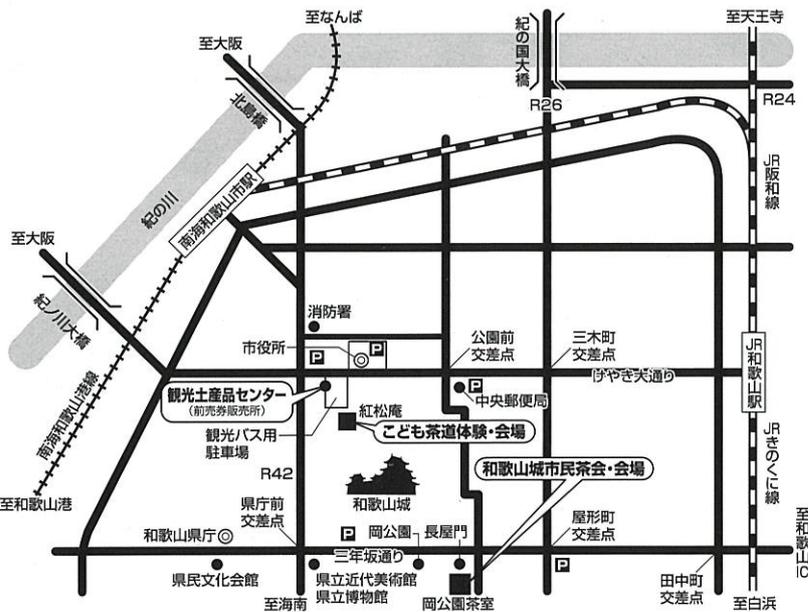 至なんば
至大阪
北島橋
紀の国大橋
至天王寺
R26
R24
JR阪和線
紀の川
南海和歌山市駅
至大阪
紀ノ川大橋
南海和歌山港線
消防署
市役所
P
P
公園前
交差点
三木町
交差点
けやき大通り
JR和歌山駅
観光土産品センター
(前売券販売所)
P
中央郵便局
紅松庵
こども茶道体験・会場
観光バス用
駐車場
R42
和歌山城
和歌山城市民茶会・会場
JRきのくに線
至和歌山港
県庁前
交差点
和歌山県庁
P
岡公園
長屋門
屋形町
交差点
至和歌山IC
三年坂通り
県民文化会館
県立近代美術館
県立博物館
岡公園茶室
P
田中町
交差点
至海南
至白浜